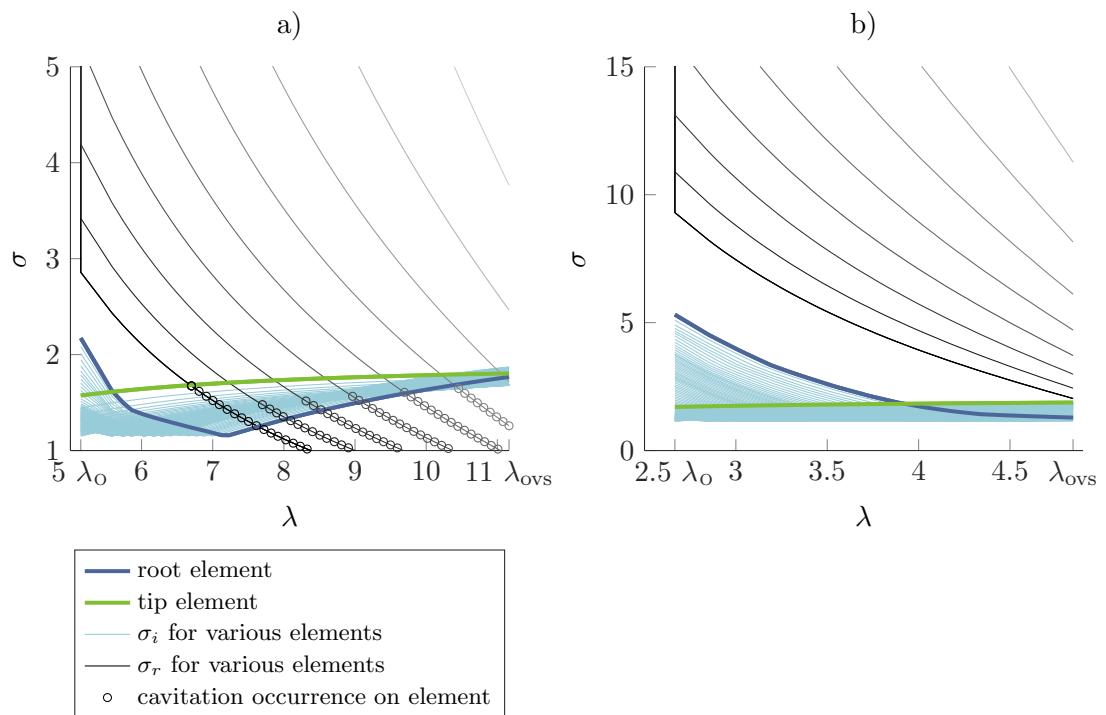 a)
b)
5
4
3
2
1
σ
5 λO 6 7 8 9 10 11 λovs
λ
15
10
5
0
σ
2.5 λO 3 3.5 4 4.5 λovs
λ
root element
tip element
σi for various elements
σr for various elements
cavitation occurrence on element